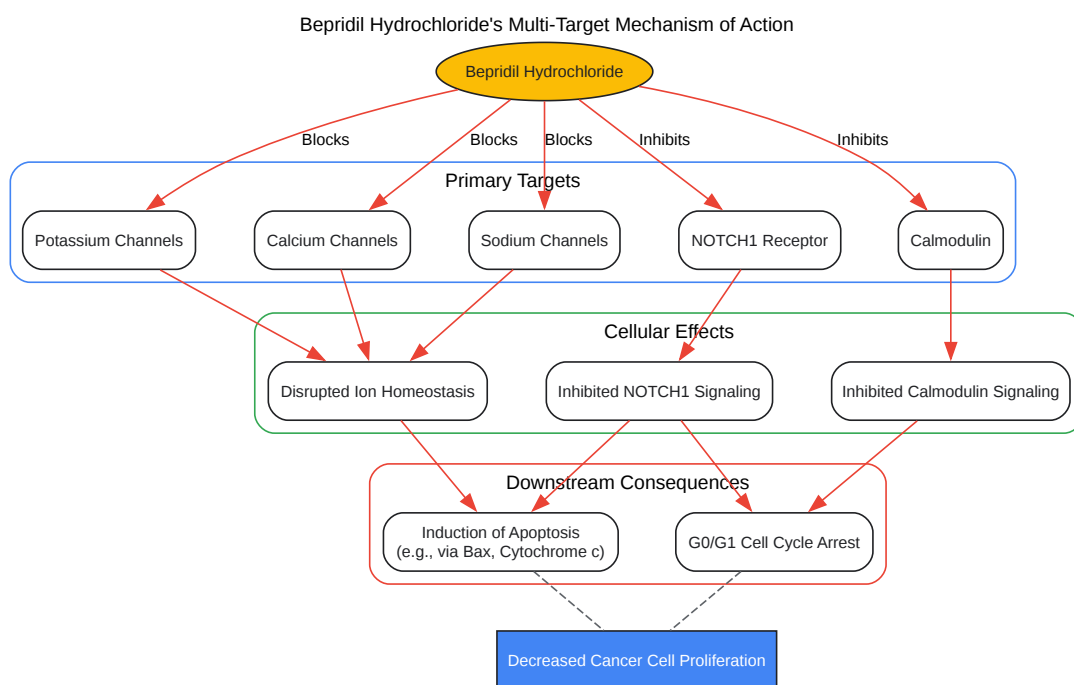 Bepridil Hydrochloride's Multi-Target Mechanism of Action
Bepridil Hydrochloride
Blocks
Blocks
Blocks
Inhibits
Inhibits
Primary Targets
Potassium Channels
Calcium Channels
Sodium Channels
NOTCH1 Receptor
Calmodulin
Cellular Effects
Disrupted Ion Homeostasis
Inhibited NOTCH1 Signaling
Inhibited Calmodulin Signaling
Downstream Consequences
Induction of Apoptosis
(e.g., via Bax, Cytochrome c)
G0/G1 Cell Cycle Arrest
Decreased Cancer Cell Proliferation